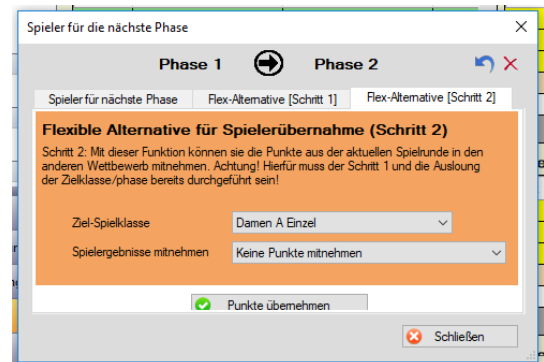 Spieler für die nächste Phase
Phase 1 Phase 2
Spieler für nächste Phase Flex-Alternative [Schritt 1] Flex-Alternative [Schritt 2]
Flexible Alternative für Spielerübernahme (Schritt 2)
Schritt 2: Mit dieser Funktion können sie die Punkte aus der aktuellen Spielrunde in den
anderen Wettbewerb mitnehmen. Achtung! Hierfür muss der Schritt 1 und die Auslosung
der Zielklasse/phase bereits durchgeführt sein!
Ziel-Spielklasse Damen A Einzel
Spielergebnisse mitnehmen Keine Punkte mitnehmen
Punkte übernehmen
Schließen